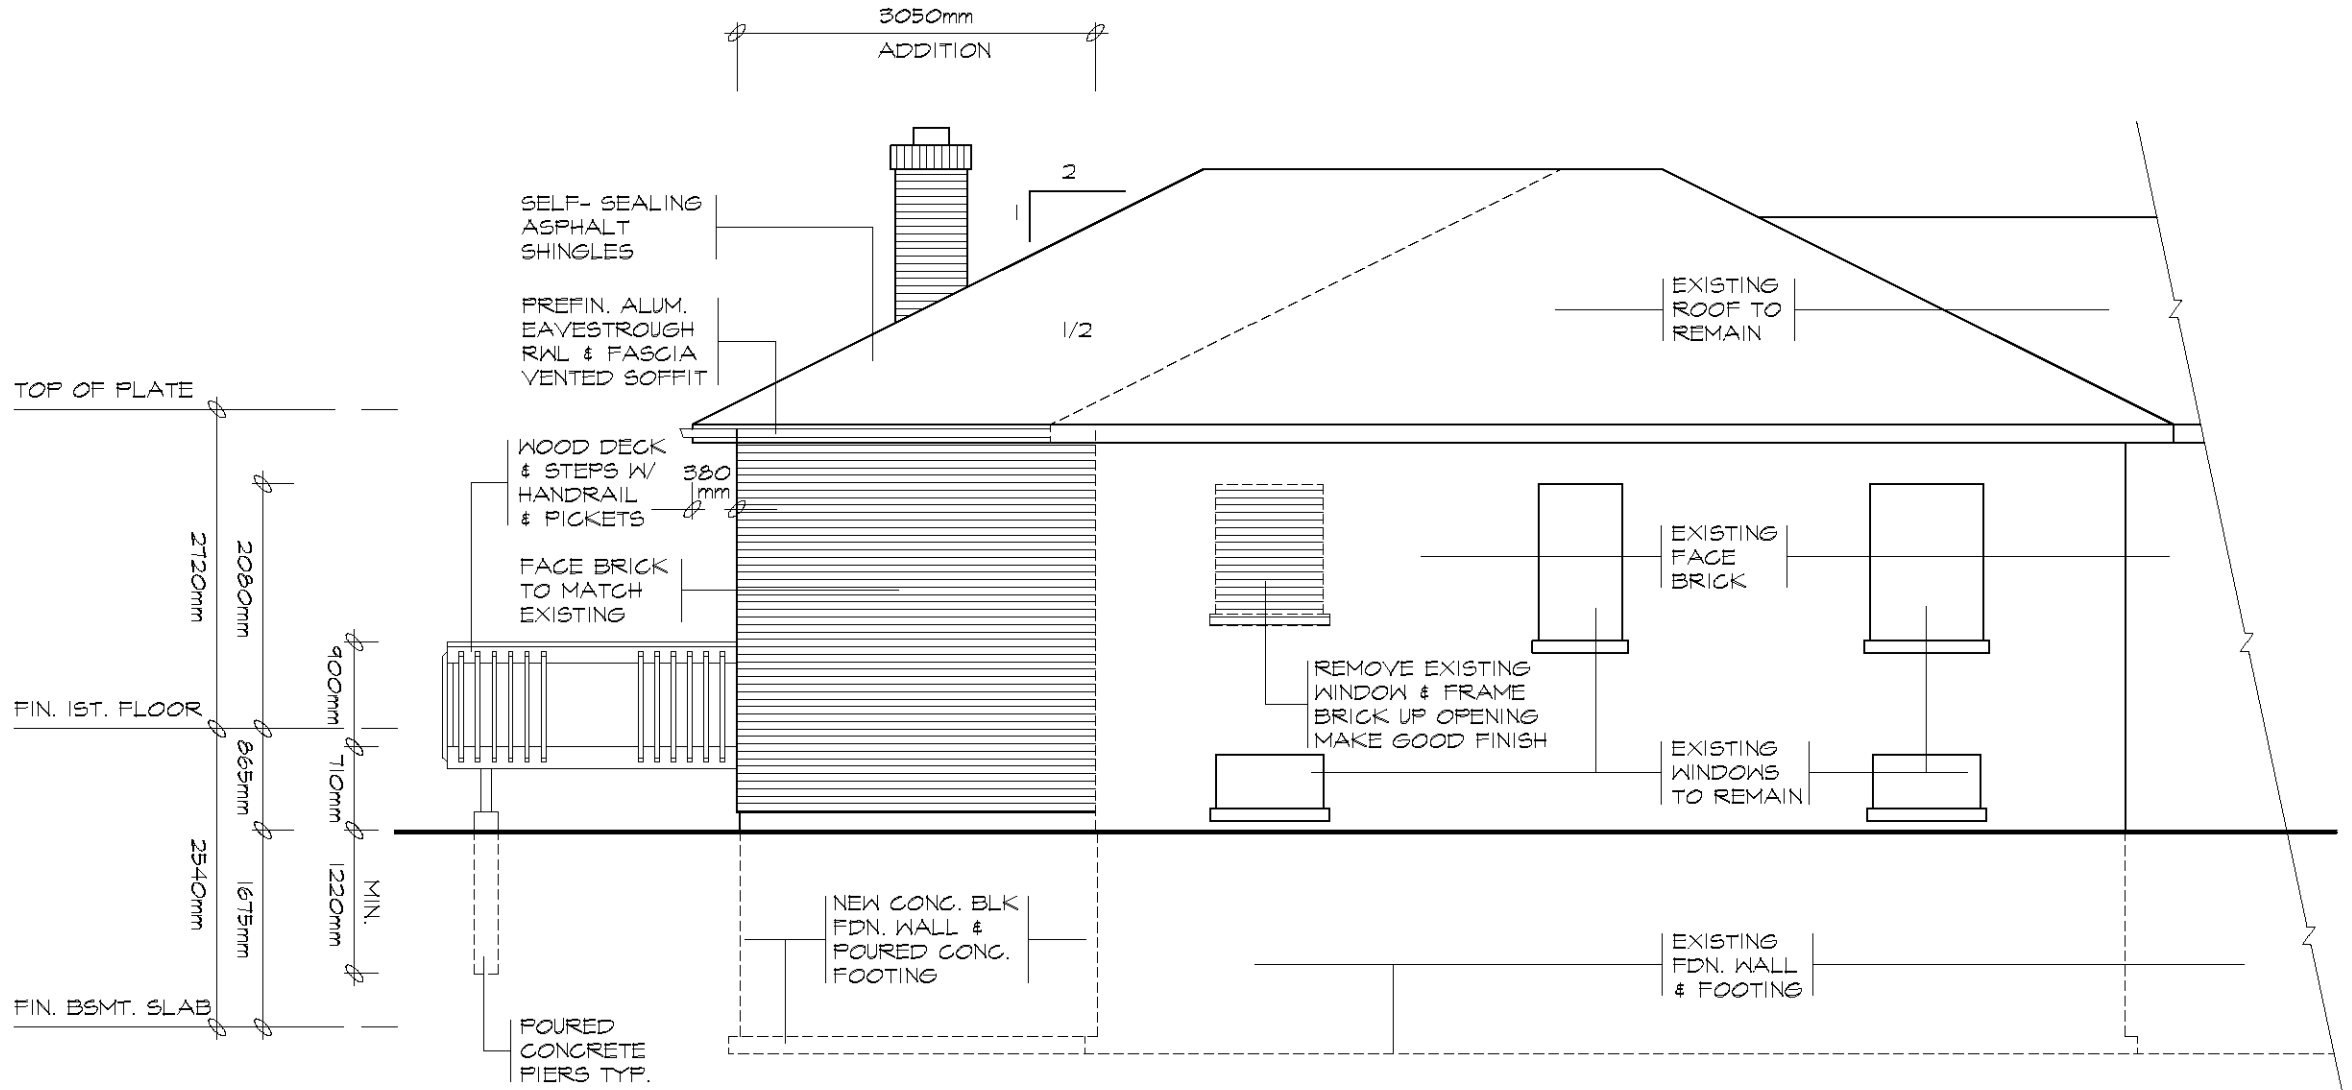 3050mm
ADDITION
2
1
SELF- SEALING
ASPHALT
SHINGLES
PREFIN. ALUM.
EAVESTROUGH
RWL & FASCIA
VENTED SOFFIT
1/2
EXISTING
ROOF TO
REMAIN
TOP OF PLATE
WOOD DECK
& STEPS W/
HANDRAIL
& PICKETS
380
mm
2720mm
2080mm
FACE BRICK
TO MATCH
EXISTING
EXISTING
FACE
BRICK
900mm
REMOVE EXISTING
WINDOW & FRAME
BRICK UP OPENING
MAKE GOOD FINISH
FIN. 1ST. FLOOR
865mm
710mm
EXISTING
WINDOWS
TO REMAIN
2540mm
1675mm
1220mm
MIN.
NEW CONC. BLK
FDN. WALL &
POURED CONC.
FOOTING
EXISTING
FDN. WALL
& FOOTING
FIN. BSMT. SLAB
POURED
CONCRETE
PIERS TYP.